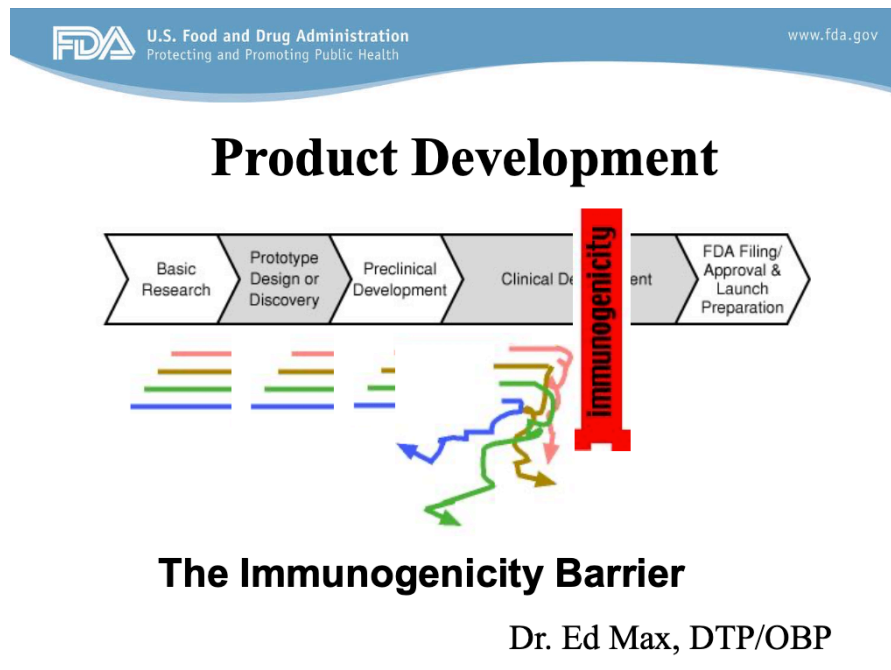 FDA
U.S. Food and Drug Administration
Protecting and Promoting Public Health
www.fda.gov
Product Development
Basic
Research
Prototype
Design or
Discovery
Preclinical
Development
Clinical De ent
immunogenicity
FDA Filing/
Approval &
Launch
Preparation
The Immunogenicity Barrier
Dr. Ed Max, DTP/OBP